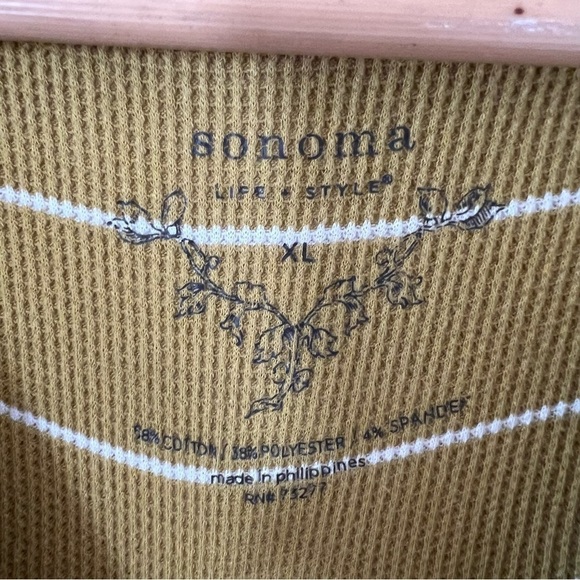 sonoma
LIFE + STYLE®
XL
58% COTTON / 38% POLYESTER / 4% SPANDEX
made in philippines
RN# 73277